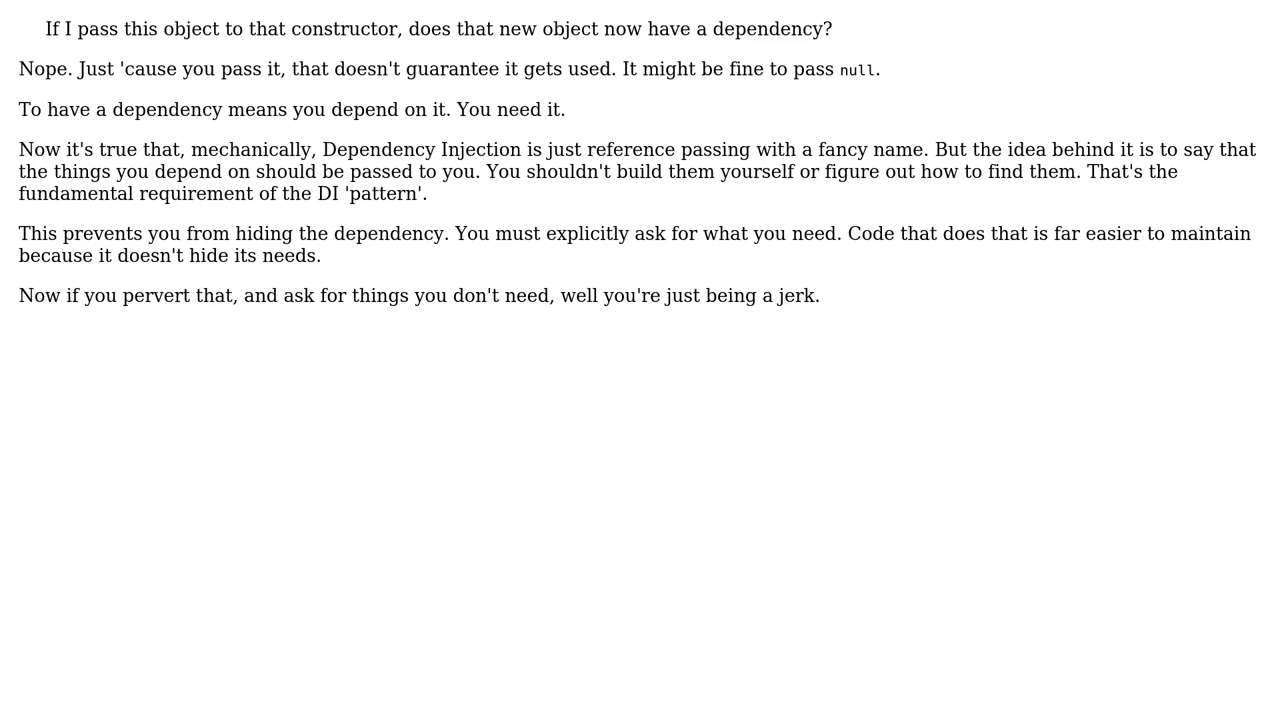 If I pass this object to that constructor, does that new object now have a dependency?
Nope. Just 'cause you pass it, that doesn't guarantee it gets used. It might be fine to pass null.
To have a dependency means you depend on it. You need it.
Now it's true that, mechanically, Dependency Injection is just reference passing with a fancy name. But the idea behind it is to say that
the things you depend on should be passed to you. You shouldn't build them yourself or figure out how to find them. That's the
fundamental requirement of the DI 'pattern'.
This prevents you from hiding the dependency. You must explicitly ask for what you need. Code that does that is far easier to maintain
because it doesn't hide its needs.
Now if you pervert that, and ask for things you don't need, well you're just being a jerk.